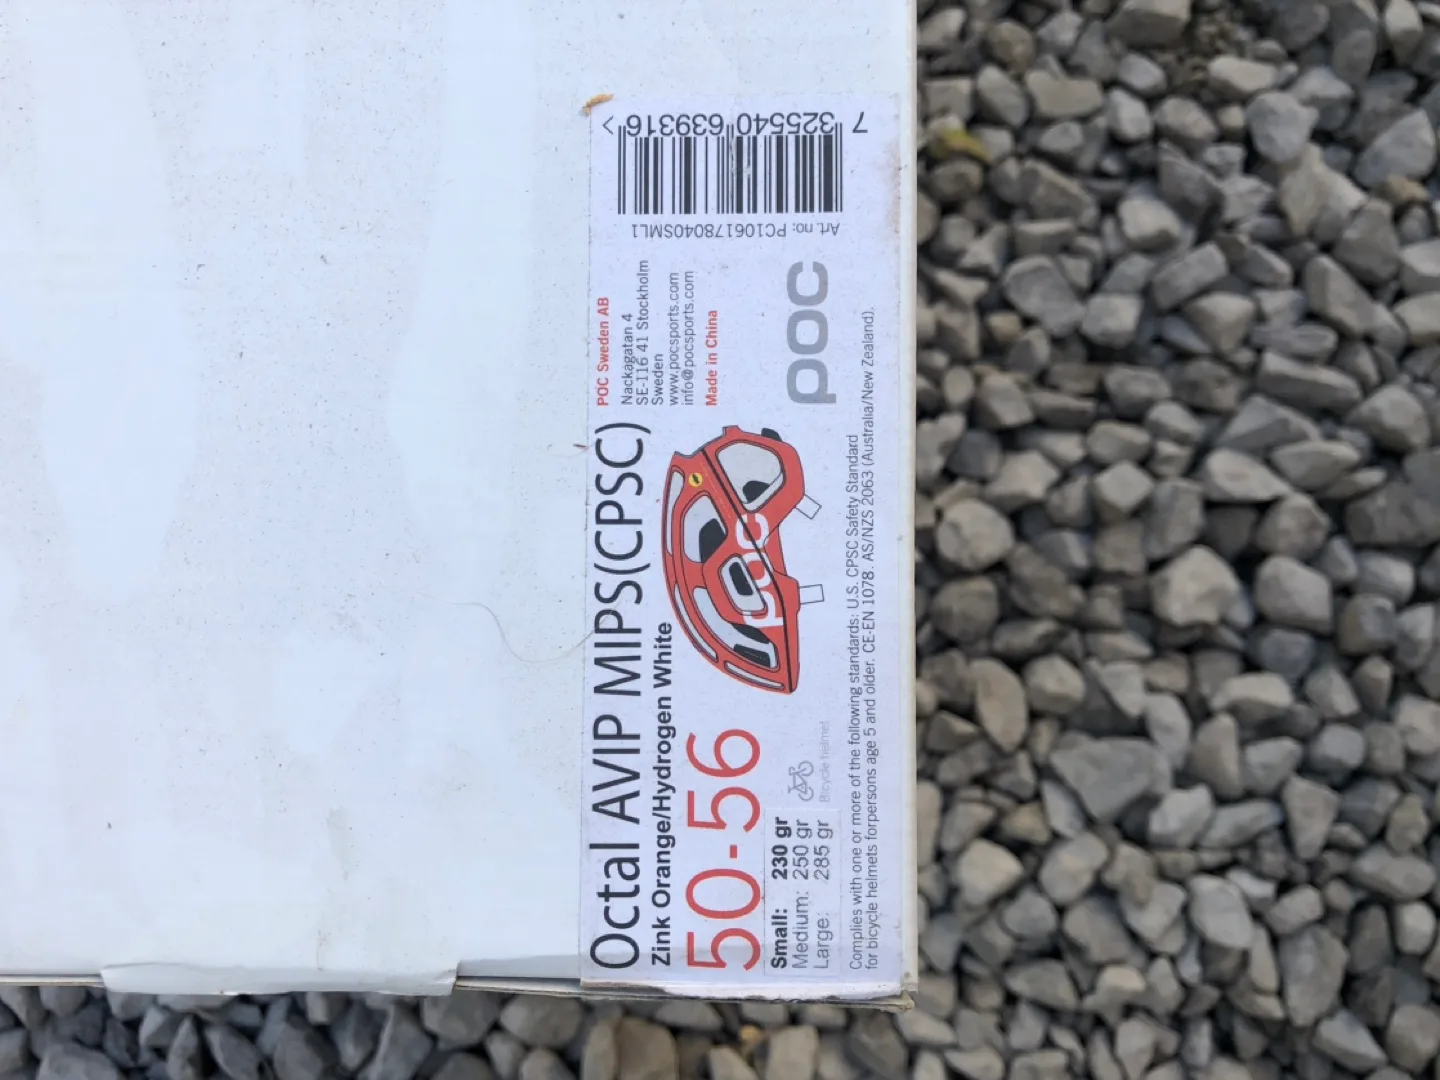 Octal AVIP MIPS(CPSC)
Zink Orange/Hydrogen White
50-56
Small: 230 gr
Medium: 250 gr
Large: 285 gr
Bicycle helmet
poc
POC Sweden AB
Nackagatan 4
SE-116 41 Stockholm
Sweden
www.pocsports.com
info@pocsports.com
Made in China
poc
Complies with one or more of the following standards: U.S. CPSC Safety Standard
for bicycle helmets forpersons age 5 and older. CE-EN 1078. AS/NZS 2063 (Australia/New Zealand).
Art.no: PC106178040SML1
7 325540 639316 >